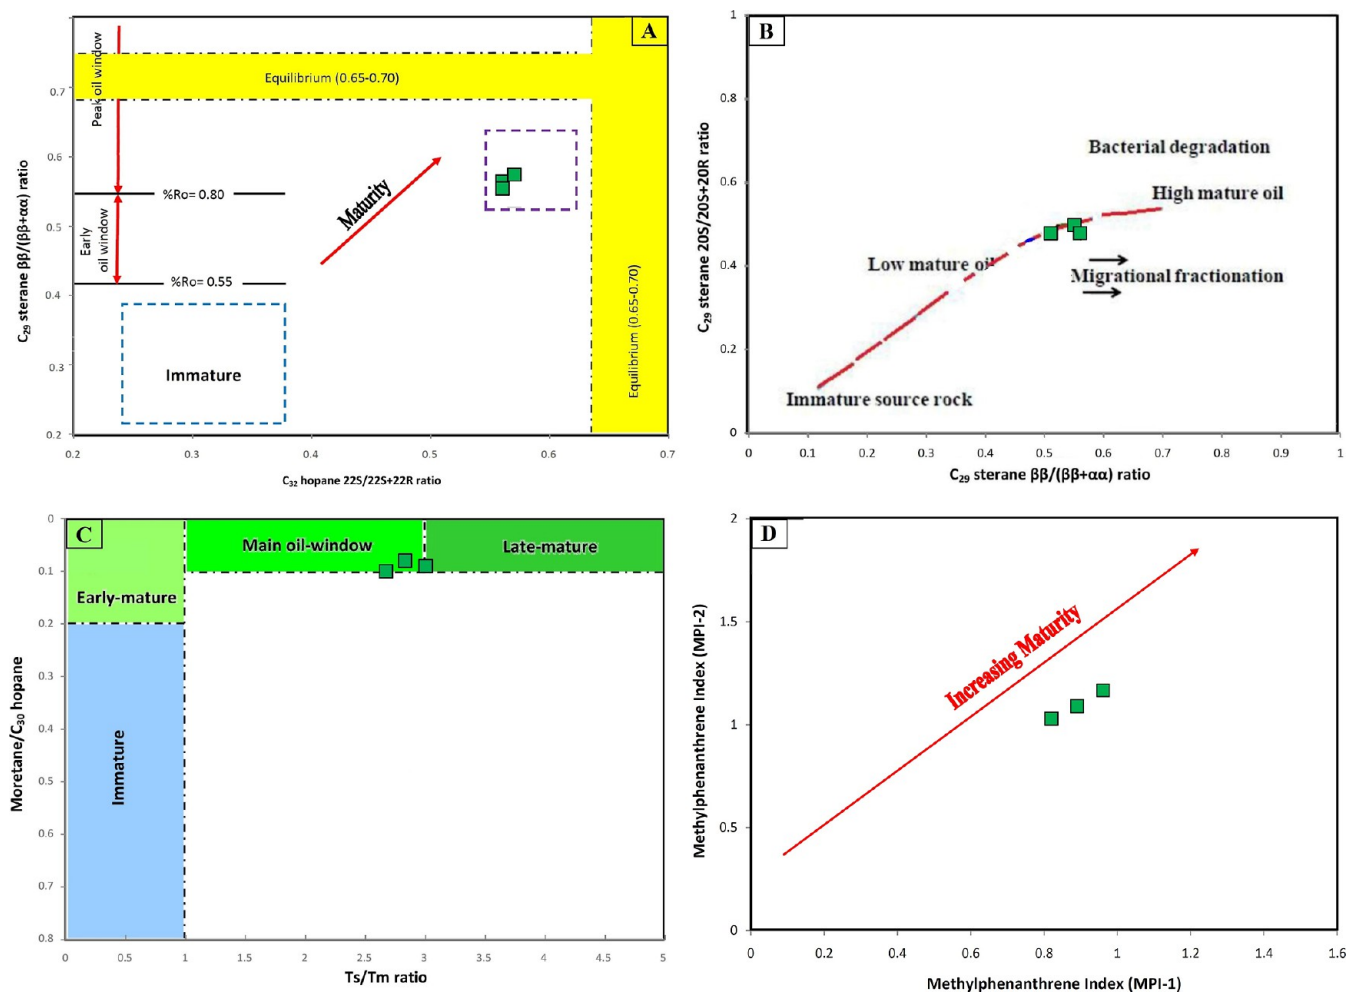 A
Equilibrium (0.65-0.70)
Peak oil window
%Ro= 0.80
Early
oil window
%Ro= 0.55
Maturity
Immature
Equilibrium (0.65-0.70)
0.7
0.6
0.5
0.4
0.3
0.2
0.2 0.3 0.4 0.5 0.6 0.7
C₂₉ sterane ββ/(ββ+αα) ratio
C₃₂ hopane 22S/22S+22R ratio
B
Bacterial degradation
High mature oil
Low mature oil
Migrational fractionation
Immature source rock
1
0.8
0.6
0.4
0.2
0
0 0.1 0.2 0.3 0.4 0.5 0.6 0.7 0.8 0.9 1
C₂₉ sterane 20S/20S+20R ratio
C₂₉ sterane ββ/(ββ+αα) ratio
C
Main oil-window
Late-mature
Early-mature
Immature
0
0.1
0.2
0.3
0.4
0.5
0.6
0.7
0.8
0 0.5 1 1.5 2 2.5 3 3.5 4 4.5 5
Moretane/C₃₀ hopane
Ts/Tm ratio
D
Increasing Maturity
2
1.5
1
0.5
0
0 0.2 0.4 0.6 0.8 1 1.2 1.4 1.6
Methylphenanthrene Index (MPI-2)
Methylphenanthrene Index (MPI-1)